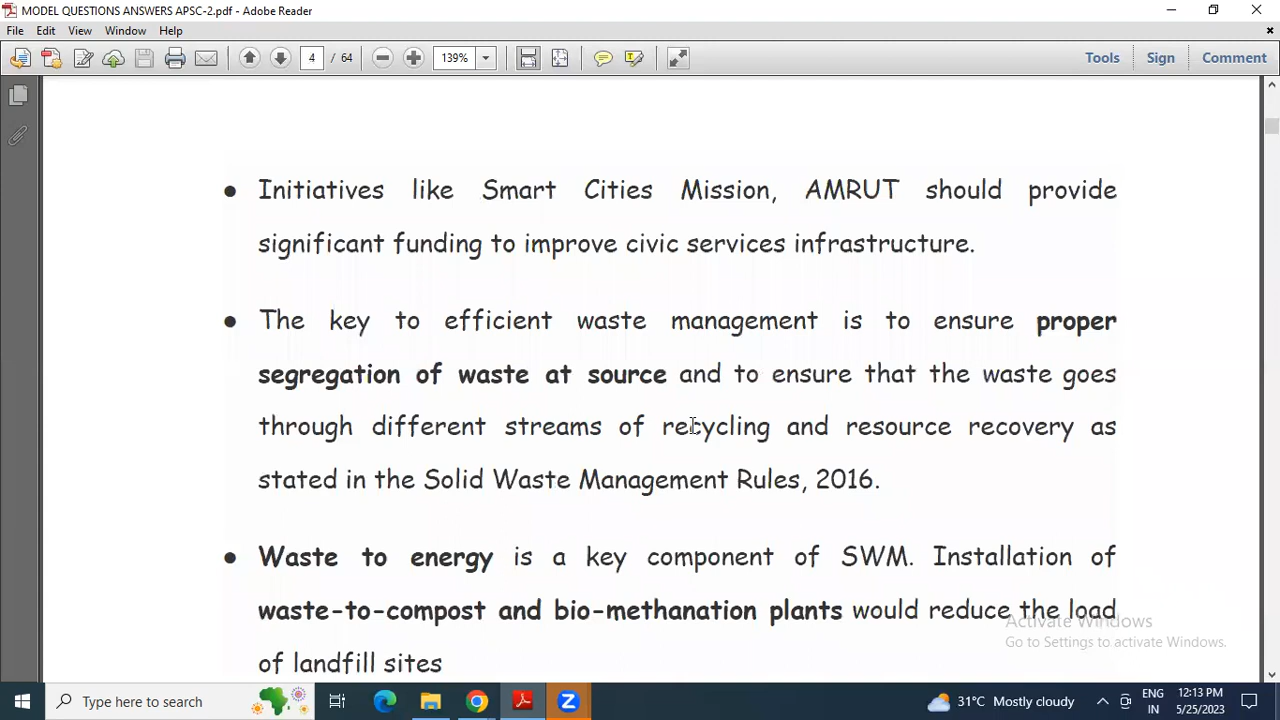 MODEL QUESTIONS ANSWERS APSC-2.pdf - Adobe Reader
File Edit View Window Help
4 / 64 139% Tools Sign Comment
● Initiatives like Smart Cities Mission, AMRUT should provide
significant funding to improve civic services infrastructure.
● The key to efficient waste management is to ensure proper
segregation of waste at source and to ensure that the waste goes
through different streams of recycling and resource recovery as
stated in the Solid Waste Management Rules, 2016.
● Waste to energy is a key component of SWM. Installation of
waste-to-compost and bio-methanation plants would reduce the load
of landfill sites
Activate Windows
Go to Settings to activate Windows.
Type here to search
31°C Mostly cloudy
ENG
IN
12:13 PM
5/25/2023